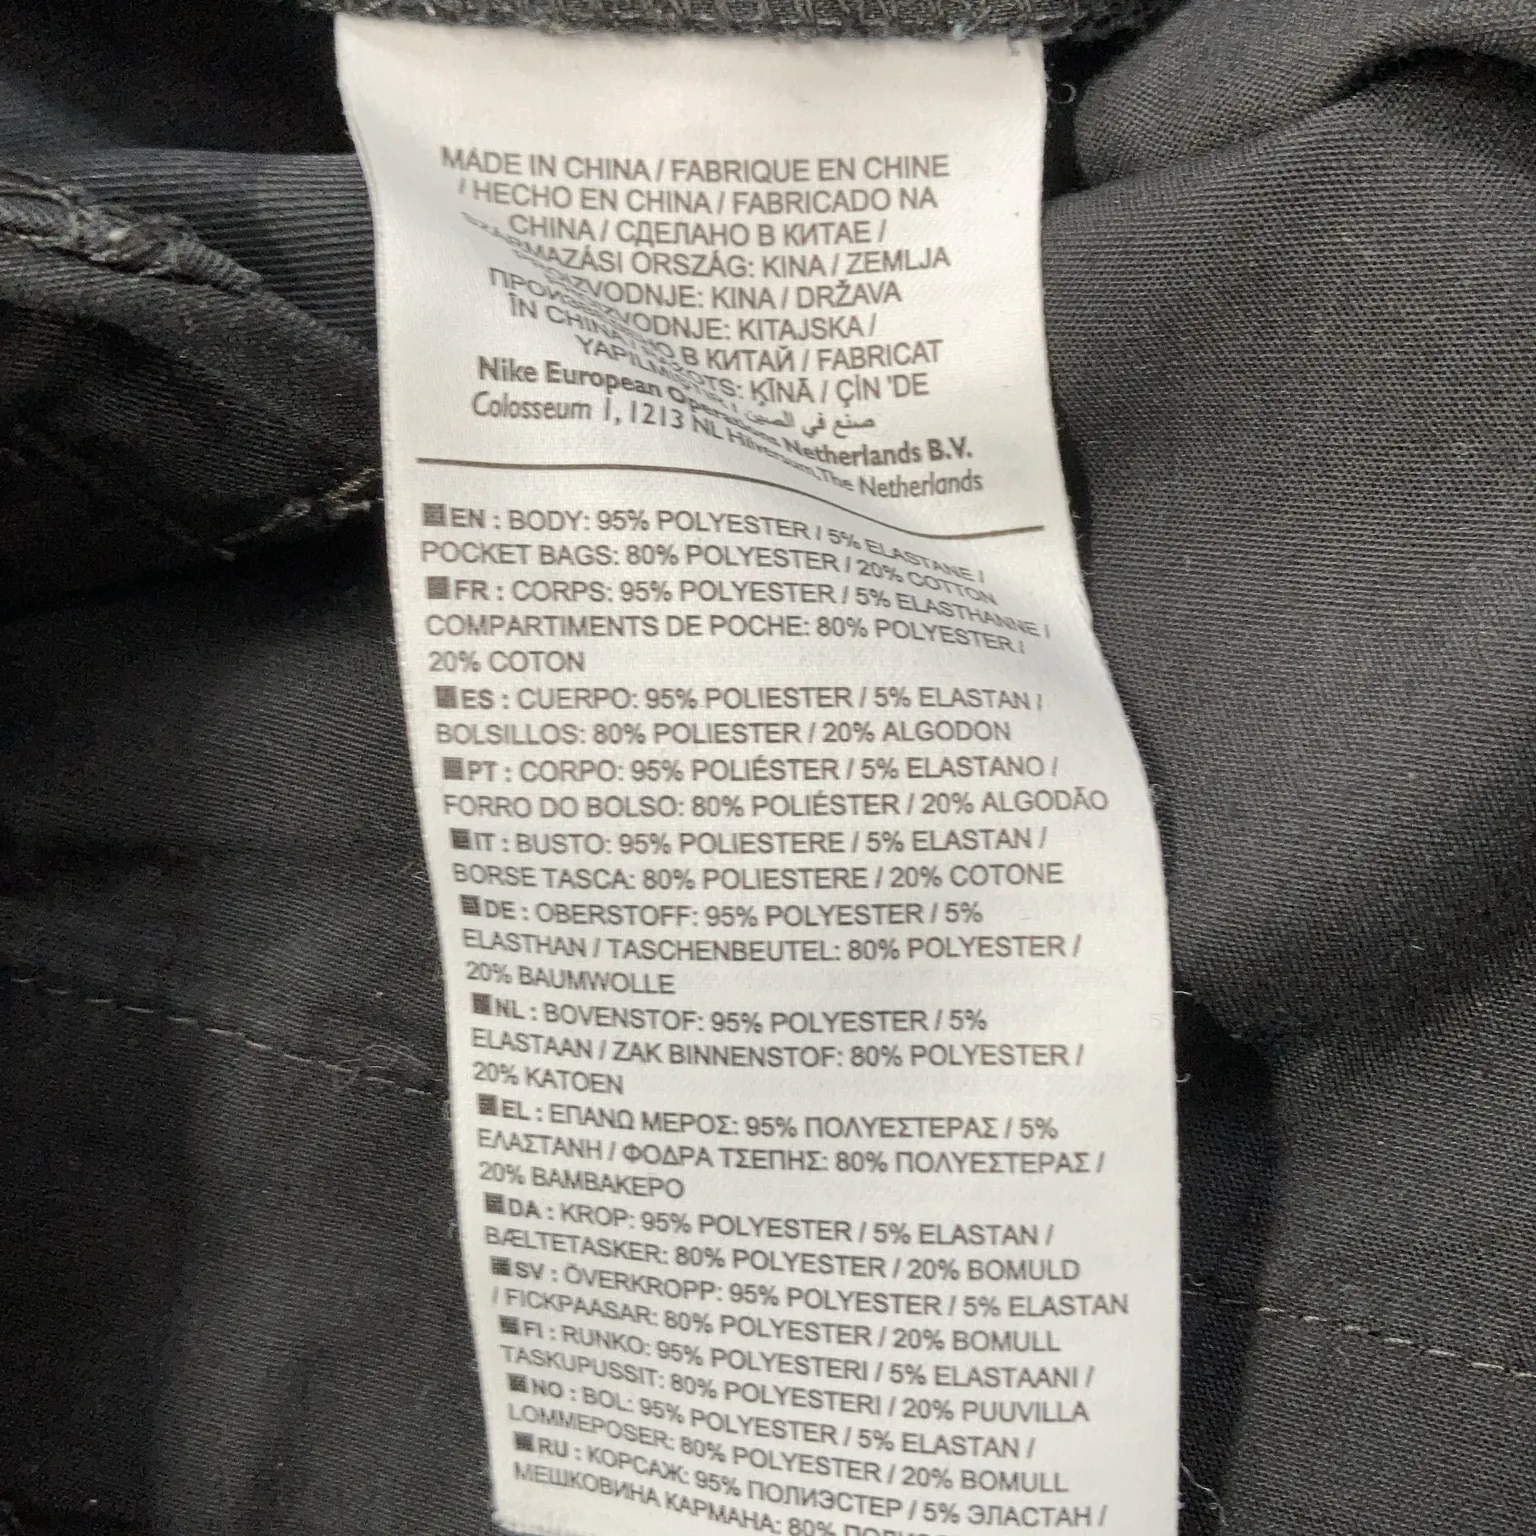 MADE IN CHINA / FABRIQUE EN CHINE
/ HECHO EN CHINA / FABRICADO NA
CHINA / СДЕЛАНО В КИТАЕ /
SZÁRMAZÁSI ORSZÁG: KINA / ZEMLJA
PROIZVODNJE: KINA / DRŽAVA
PROIZVODNJE: KITAJSKA /
ПРОИЗВЕДЕНО В КИТАЙ / FABRICAT
ÎN CHINA / RAŽOTS: ĶĪNĀ / ÇİN 'DE
YAPILMIŞTIR / صنع في الصين
Nike European Operations Netherlands B.V.
Colosseum 1, 1213 NL Hilversum, The Netherlands
EN : BODY: 95% POLYESTER / 5% ELASTANE /
POCKET BAGS: 80% POLYESTER / 20% COTTON
FR : CORPS: 95% POLYESTER / 5% ELASTHANNE /
COMPARTIMENTS DE POCHE: 80% POLYESTER /
20% COTON
ES : CUERPO: 95% POLIESTER / 5% ELASTAN /
BOLSILLOS: 80% POLIESTER / 20% ALGODON
PT : CORPO: 95% POLIÉSTER / 5% ELASTANO /
FORRO DO BOLSO: 80% POLIÉSTER / 20% ALGODÃO
IT : BUSTO: 95% POLIESTERE / 5% ELASTAN /
BORSE TASCA: 80% POLIESTERE / 20% COTONE
DE : OBERSTOFF: 95% POLYESTER / 5%
ELASTHAN / TASCHENBEUTEL: 80% POLYESTER /
20% BAUMWOLLE
NL : BOVENSTOF: 95% POLYESTER / 5%
ELASTAAN / ZAK BINNENSTOF: 80% POLYESTER /
20% KATOEN
EL : ΕΠΑΝΩ ΜΕΡΟΣ: 95% ΠΟΛΥΕΣΤΕΡΑΣ / 5%
ΕΛΑΣΤΑΝΗ / ΦΟΔΡΑ ΤΣΕΠΗΣ: 80% ΠΟΛΥΕΣΤΕΡΑΣ /
20% ΒΑΜΒΑΚΕΡΟ
DA : KROP: 95% POLYESTER / 5% ELASTAN /
BÆLTETASKER: 80% POLYESTER / 20% BOMULD
SV : ÖVERKROPP: 95% POLYESTER / 5% ELASTAN
/ FICKPAASAR: 80% POLYESTER / 20% BOMULL
FI : RUNKO: 95% POLYESTERI / 5% ELASTAANI /
TASKUPUSSIT: 80% POLYESTERI / 20% PUUVILLA
NO : BOL: 95% POLYESTER / 5% ELASTAN /
LOMMEPOSER: 80% POLYESTER / 20% BOMULL
RU : КОРСАЖ: 95% ПОЛИЭСТЕР / 5% ЭЛАСТАН /
МЕШКОВИНА КАРМАНА: 80%